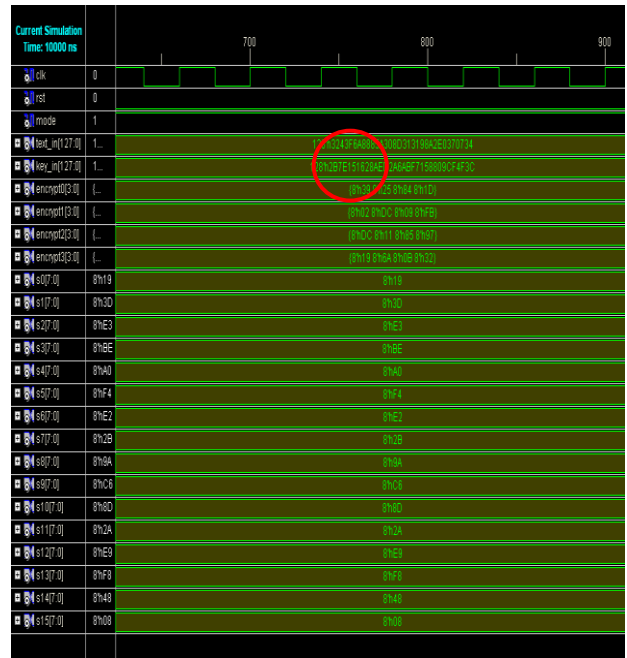 Current Simulation
Time: 10000 ns
700 800 900
clk 0
rst 0
mode 1
text_in[127:0] 1... 128'h3243F6A8885A308D313198A2E0370734
key_in[127:0] 1... 128'h2B7E151628AED2A6ABF7158809CF4F3C
encrypt0[3:0] {... {8'h39 8'h25 8'h84 8'h1D}
encrypt1[3:0] {... {8'h02 8'hDC 8'h09 8'hFB}
encrypt2[3:0] {... {8'hDC 8'h11 8'h85 8'h97}
encrypt3[3:0] {... {8'h19 8'h6A 8'h0B 8'h32}
s0[7:0] 8'h19 8'h19
s1[7:0] 8'h3D 8'h3D
s2[7:0] 8'hE3 8'hE3
s3[7:0] 8'hBE 8'hBE
s4[7:0] 8'hA0 8'hA0
s5[7:0] 8'hF4 8'hF4
s6[7:0] 8'hE2 8'hE2
s7[7:0] 8'h2B 8'h2B
s8[7:0] 8'h9A 8'h9A
s9[7:0] 8'hC6 8'hC6
s10[7:0] 8'h8D 8'h8D
s11[7:0] 8'h2A 8'h2A
s12[7:0] 8'hE9 8'hE9
s13[7:0] 8'hF8 8'hF8
s14[7:0] 8'h48 8'h48
s15[7:0] 8'h08 8'h08